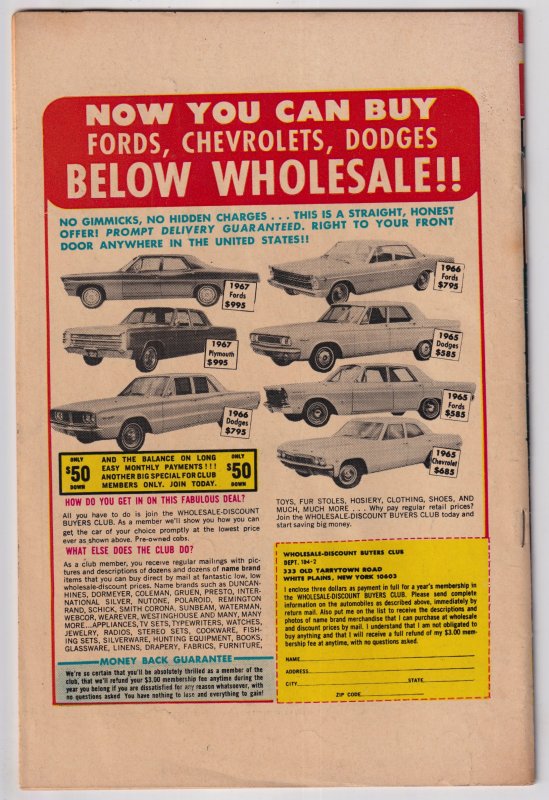 NOW YOU CAN BUY
FORDS, CHEVROLETS, DODGES
BELOW WHOLESALE!!
NO GIMMICKS, NO HIDDEN CHARGES . . . THIS IS A STRAIGHT, HONEST
OFFER! PROMPT DELIVERY GUARANTEED. RIGHT TO YOUR FRONT
DOOR ANYWHERE IN THE UNITED STATES!!
1967
Fords
$995
1966
Fords
$795
1967
Plymouth
$995
1965
Dodges
$585
1966
Dodges
$795
1965
Fords
$585
1965
Chevrolet
$685
ONLY
$50
DOWN
AND THE BALANCE ON LONG
EASY MONTHLY PAYMENTS!!!
ANOTHER BIG SPECIAL FOR CLUB
MEMBERS ONLY. JOIN TODAY.
ONLY
$50
DOWN
HOW DO YOU GET IN ON THIS FABULOUS DEAL?
All you have to do is join the WHOLESALE-DISCOUNT
BUYERS CLUB. As a member we'll show you how you can
get the car of your choice promptly at the lowest price
ever as shown above. Pre-owned cabs.
WHAT ELSE DOES THE CLUB DO?
As a club member, you receive regular mailings with pic-
tures and descriptions of dozens and dozens of name brand
items that you can buy direct by mail at fantastic low, low
wholesale-discount prices. Name brands such as DUNCAN-
HINES, DORMEYER, COLEMAN, GRUEN, PRESTO, INTER-
NATIONAL SILVER, NUTONE, POLAROID, REMINGTON
RAND, SCHICK, SMITH CORONA, SUNBEAM, WATERMAN,
WEBCOR, WEAREVER, WESTINGHOUSE AND MANY, MANY
MORE...APPLIANCES, TV SETS, TYPEWRITERS, WATCHES,
JEWELRY, RADIOS, STEREO SETS, COOKWARE, FISH-
ING SETS, SILVERWARE, HUNTING EQUIPMENT, BOOKS,
GLASSWARE, LINENS, DRAPERY, FABRICS, FURNITURE,
TOYS, FUR STOLES, HOSIERY, CLOTHING, SHOES, AND
MUCH, MUCH MORE . . . Why pay regular retail prices?
Join the WHOLESALE-DISCOUNT BUYERS CLUB today and
start saving big money.
MONEY BACK GUARANTEE
We're so certain that you'll be absolutely thrilled as a member of the
club, that we'll refund your $3.00 membership fee anytime during the
year you belong if you are dissatisfied for any reason whatsoever, with
no questions asked. You have nothing to lose and everything to gain!
WHOLESALE-DISCOUNT BUYERS CLUB
DEPT. 184-2
333 OLD TARRYTOWN ROAD
WHITE PLAINS, NEW YORK 10603
I enclose three dollars as payment in full for a year's membership in
the WHOLESALE-DISCOUNT BUYERS CLUB. Please send complete
information on the automobiles as described above, immediately, by
mail. Also put me on the list to receive the descriptions and
photos of name brand merchandise that I can purchase at wholesale
and discount prices by mail. I understand that I am not obligated to
buy anything and that I will receive a full refund of my $3.00 mem-
bership fee at anytime, with no questions asked.
NAME
ADDRESS
CITY STATE
ZIP CODE